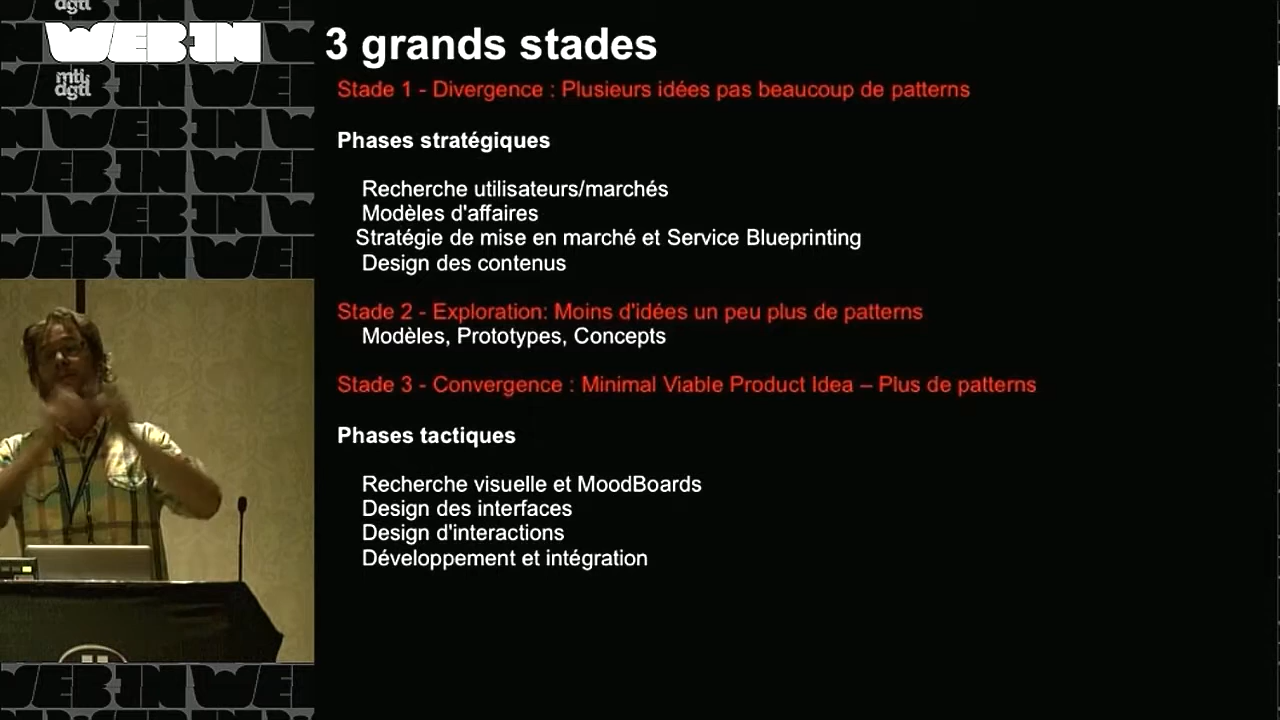 dgtl
WEB-IN
mtl
dgtl
3 grands stades
Stade 1 - Divergence : Plusieurs idées pas beaucoup de patterns
Phases stratégiques
Recherche utilisateurs/marchés
Modèles d'affaires
Stratégie de mise en marché et Service Blueprinting
Design des contenus
Stade 2 - Exploration: Moins d'idées un peu plus de patterns
Modèles, Prototypes, Concepts
Stade 3 - Convergence : Minimal Viable Product Idea – Plus de patterns
Phases tactiques
Recherche visuelle et MoodBoards
Design des interfaces
Design d'interactions
Développement et intégration